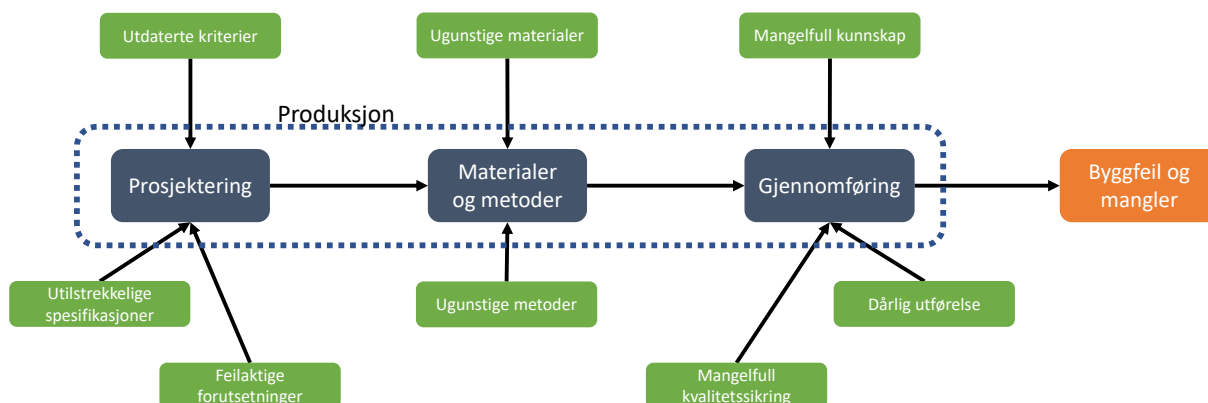 Utdaterte kriterier
Ugunstige materialer
Mangelfull kunnskap
Produksjon
Prosjektering
Materialer
og metoder
Gjennomføring
Byggfeil og
mangler
Utilstrekkelige
spesifikasjoner
Ugunstige metoder
Dårlig utførelse
Feilaktige
forutsetninger
Mangelfull
kvalitetssikring